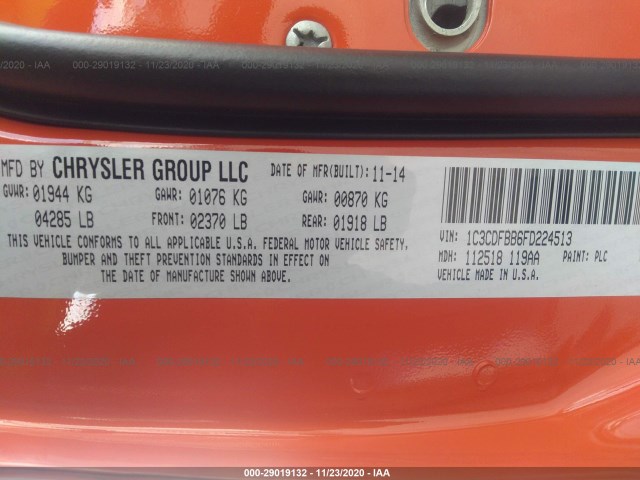 000-29019132 - 11/23/2020 - IAA
MFD BY CHRYSLER GROUP LLC DATE OF MFR(BUILT): 11-14
GVWR: 01944 KG GAWR: 01076 KG GAWR: 00870 KG
04285 LB FRONT: 02370 LB REAR: 01918 LB
THIS VEHICLE CONFORMS TO ALL APPLICABLE U.S.A. FEDERAL MOTOR VEHICLE SAFETY,
BUMPER AND THEFT PREVENTION STANDARDS IN EFFECT ON
THE DATE OF MANUFACTURE SHOWN ABOVE.
VIN: 1C3CDFBB6FD224513
MDH: 112518 119AA PAINT: PLC
VEHICLE MADE IN U.S.A.
000-29019132 - 11/23/2020 - IAA